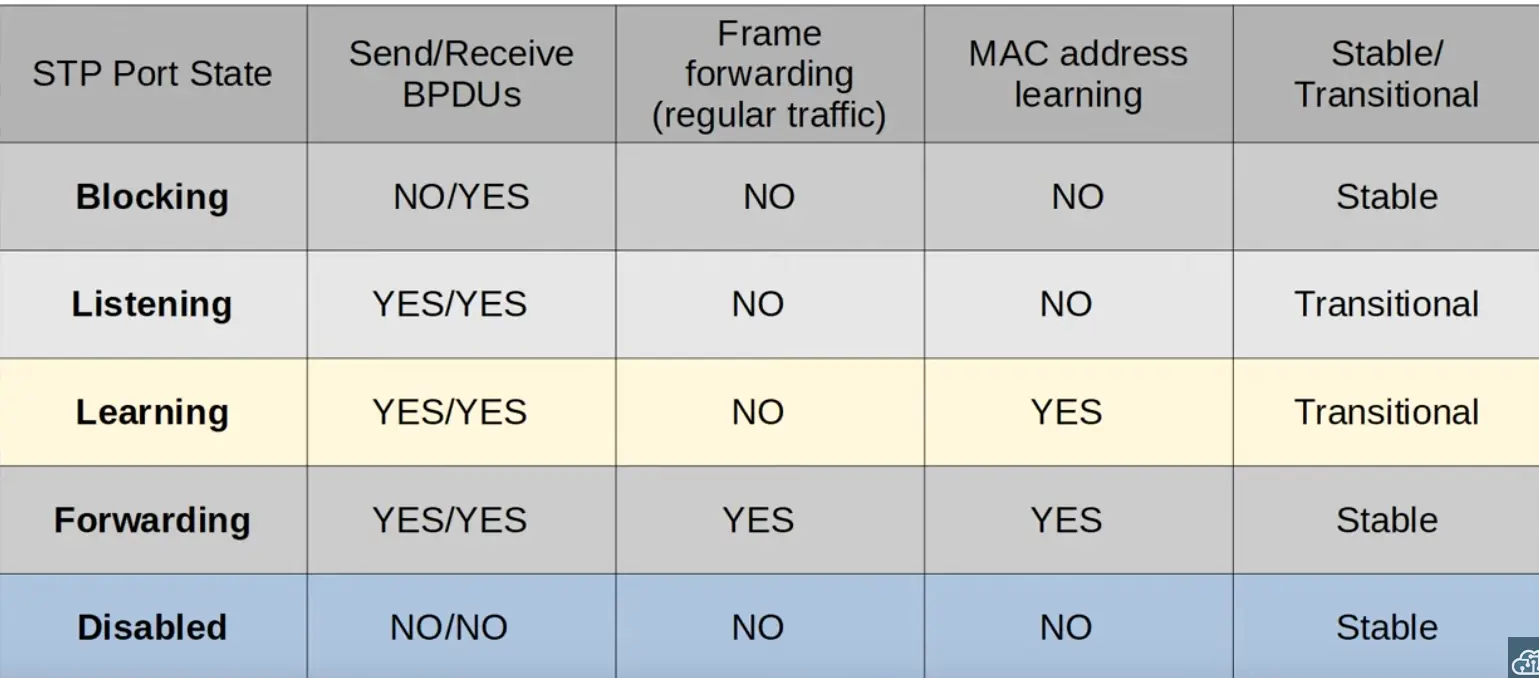 STP Port State
Send/Receive
BPDUs
Frame
forwarding
(regular traffic)
MAC address
learning
Stable/
Transitional
Blocking
NO/YES
NO
NO
Stable
Listening
YES/YES
NO
NO
Transitional
Learning
YES/YES
NO
YES
Transitional
Forwarding
YES/YES
YES
YES
Stable
Disabled
NO/NO
NO
NO
Stable